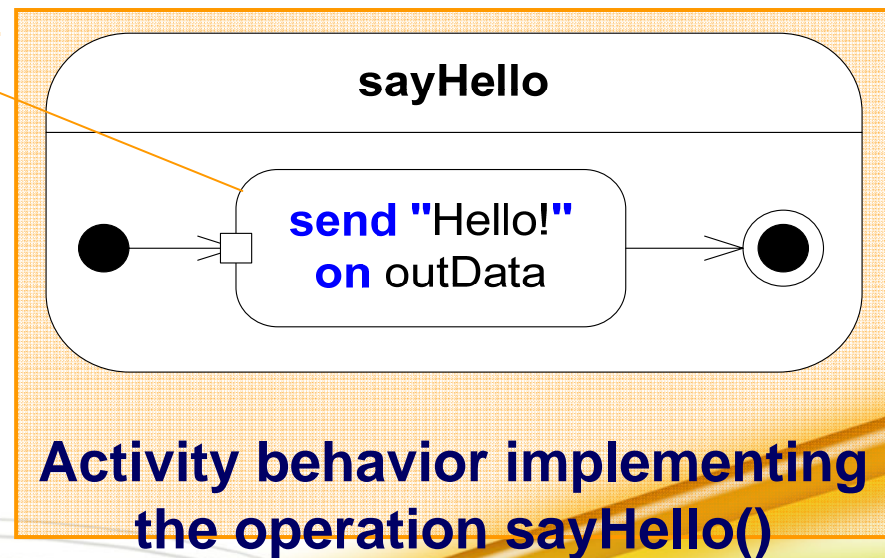 sayHello
send "Hello!"
on outData
Activity behavior implementing
the operation sayHello()